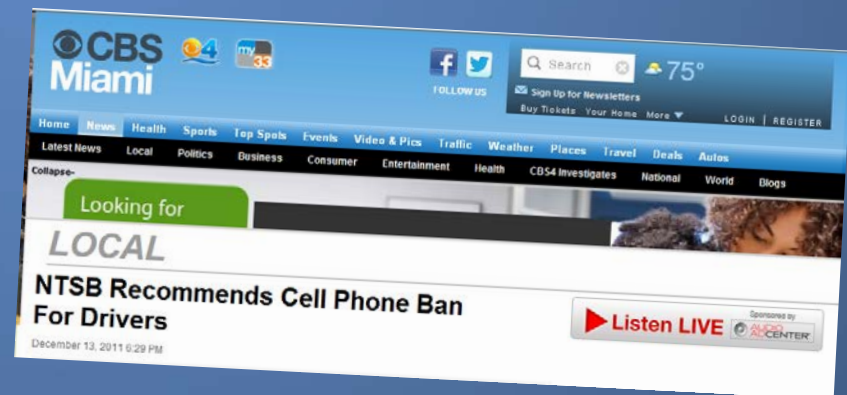 CBS
Miami
4
my
33
FOLLOW US
Search
75°
Sign Up for Newsletters
Buy Tickets Your Home More
LOGIN | REGISTER
Home News Health Sports Top Spots Events Video & Pics Traffic Weather Places Travel Deals Autos
Latest News Local Politics Business Consumer Entertainment Health CBS4 Investigates National World Blogs
Collapse-
Looking for
LOCAL
NTSB Recommends Cell Phone Ban
For Drivers
December 13, 2011 6:29 PM
Listen LIVE
Sponsored by
AUDIO
ADCENTER